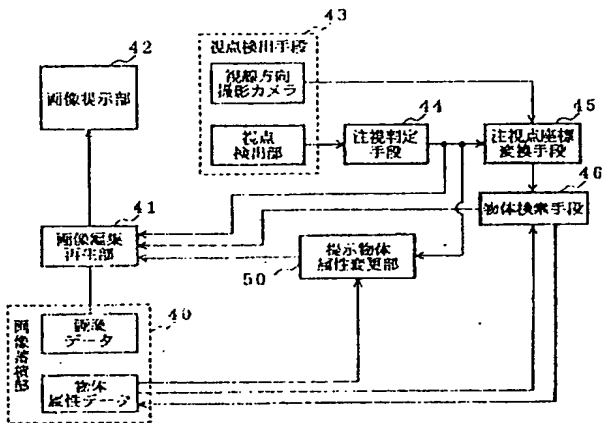 42
画像提示部
43
視点検出手段
視線方向
撮影カメラ
視点
検出部
44
注視判定
手段
45
注視点座標
変換手段
46
物体検索手段
41
画像編集
再生部
50
提示物体
属性変更部
40
画像蓄積部
画像
データ
物体
属性データ